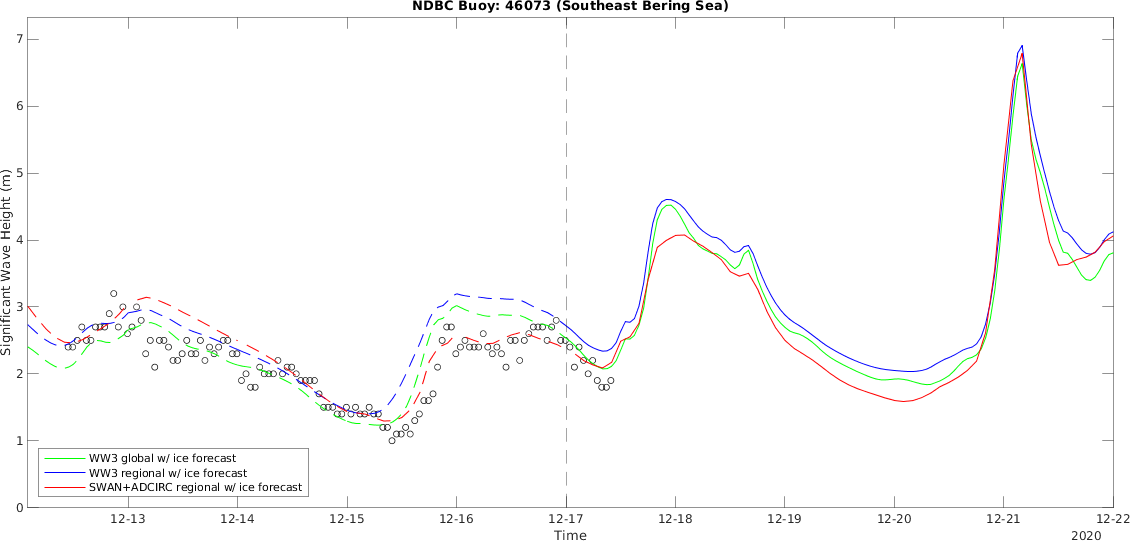 NDBC Buoy: 46073 (Southeast Bering Sea)
Significant Wave Height (m)
7
6
5
4
3
2
1
0
WW3 global w/ ice forecast
WW3 regional w/ ice forecast
SWAN+ADCIRC regional w/ ice forecast
12-13 12-14 12-15 12-16 12-17 12-18 12-19 12-20 12-21 12-22
Time
2020